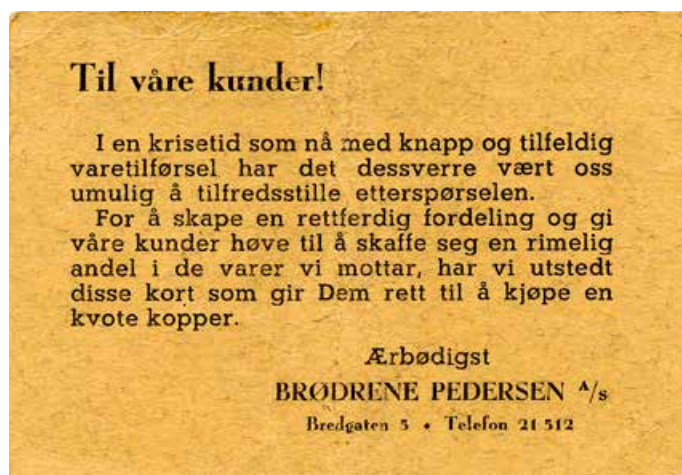 Til våre kunder!
I en krisetid som nå med knapp og tilfeldig
varetilførsel har det dessverre vært oss
umulig å tilfredsstille etterspørselen.
For å skape en rettferdig fordeling og gi
våre kunder høve til å skaffe seg en rimelig
andel i de varer vi mottar, har vi utstedt
disse kort som gir Dem rett til å kjøpe en
kvote kopper.
Ærbødigst
BRØDRENE PEDERSEN A/s
Bredgaten 5 • Telefon 21 512